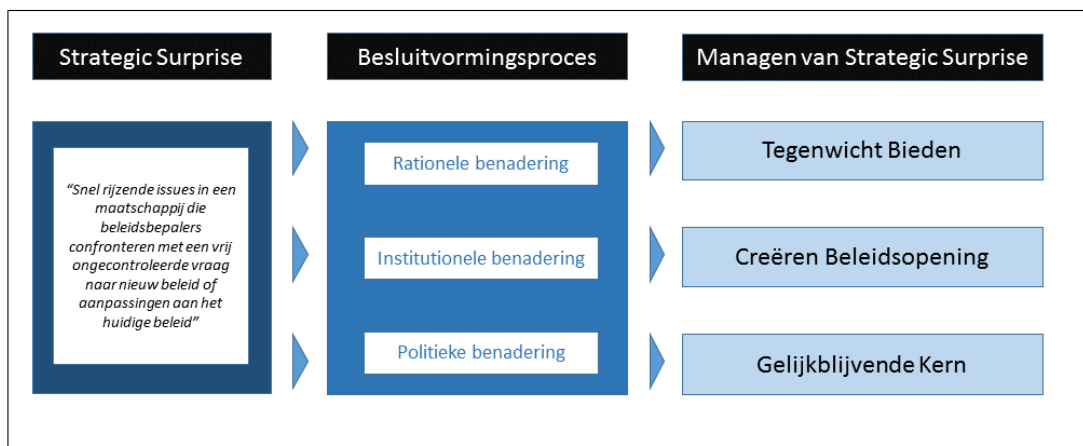 Strategic Surprise
Besluitvormingsproces
Managen van Strategic Surprise
“Snel rijzende issues in een
maatschappij die
beleidsbepalers
confronteren met een vrij
ongecontroleerde vraag
naar nieuw beleid of
aanpassingen aan het
huidige beleid”
Rationele benadering
Institutionele benadering
Politieke benadering
Tegenwicht Bieden
Creëren Beleidsopening
Gelijkblijvende Kern